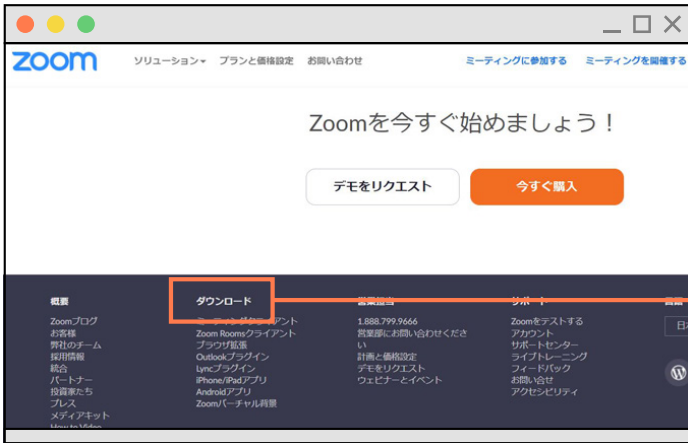 zoom
ソリューション▾ プランと価格設定 お問い合わせ ミーティングに参加する ミーティングを開催する
Zoomを今すぐ始めましょう！
デモをリクエスト 今すぐ購入
概要
Zoomブログ
お客様
弊社のチーム
採用情報
統合
パートナー
投資家たち
プレス
メディアキット
How to Video
ダウンロード
ミーティングクライアント
Zoom Roomsクライアント
ブラウザ拡張
Outlookプラグイン
Lyncプラグイン
iPhone/iPadアプリ
Androidアプリ
Zoomバーチャル背景
営業担当
1.888.799.9666
営業部にお問い合わせくださ
い
計画と価格設定
デモをリクエスト
ウェビナーとイベント
サポート
Zoomをテストする
アカウント
サポートセンター
ライブトレーニング
フィードバック
お問い合せ
アクセシビリティ
言語